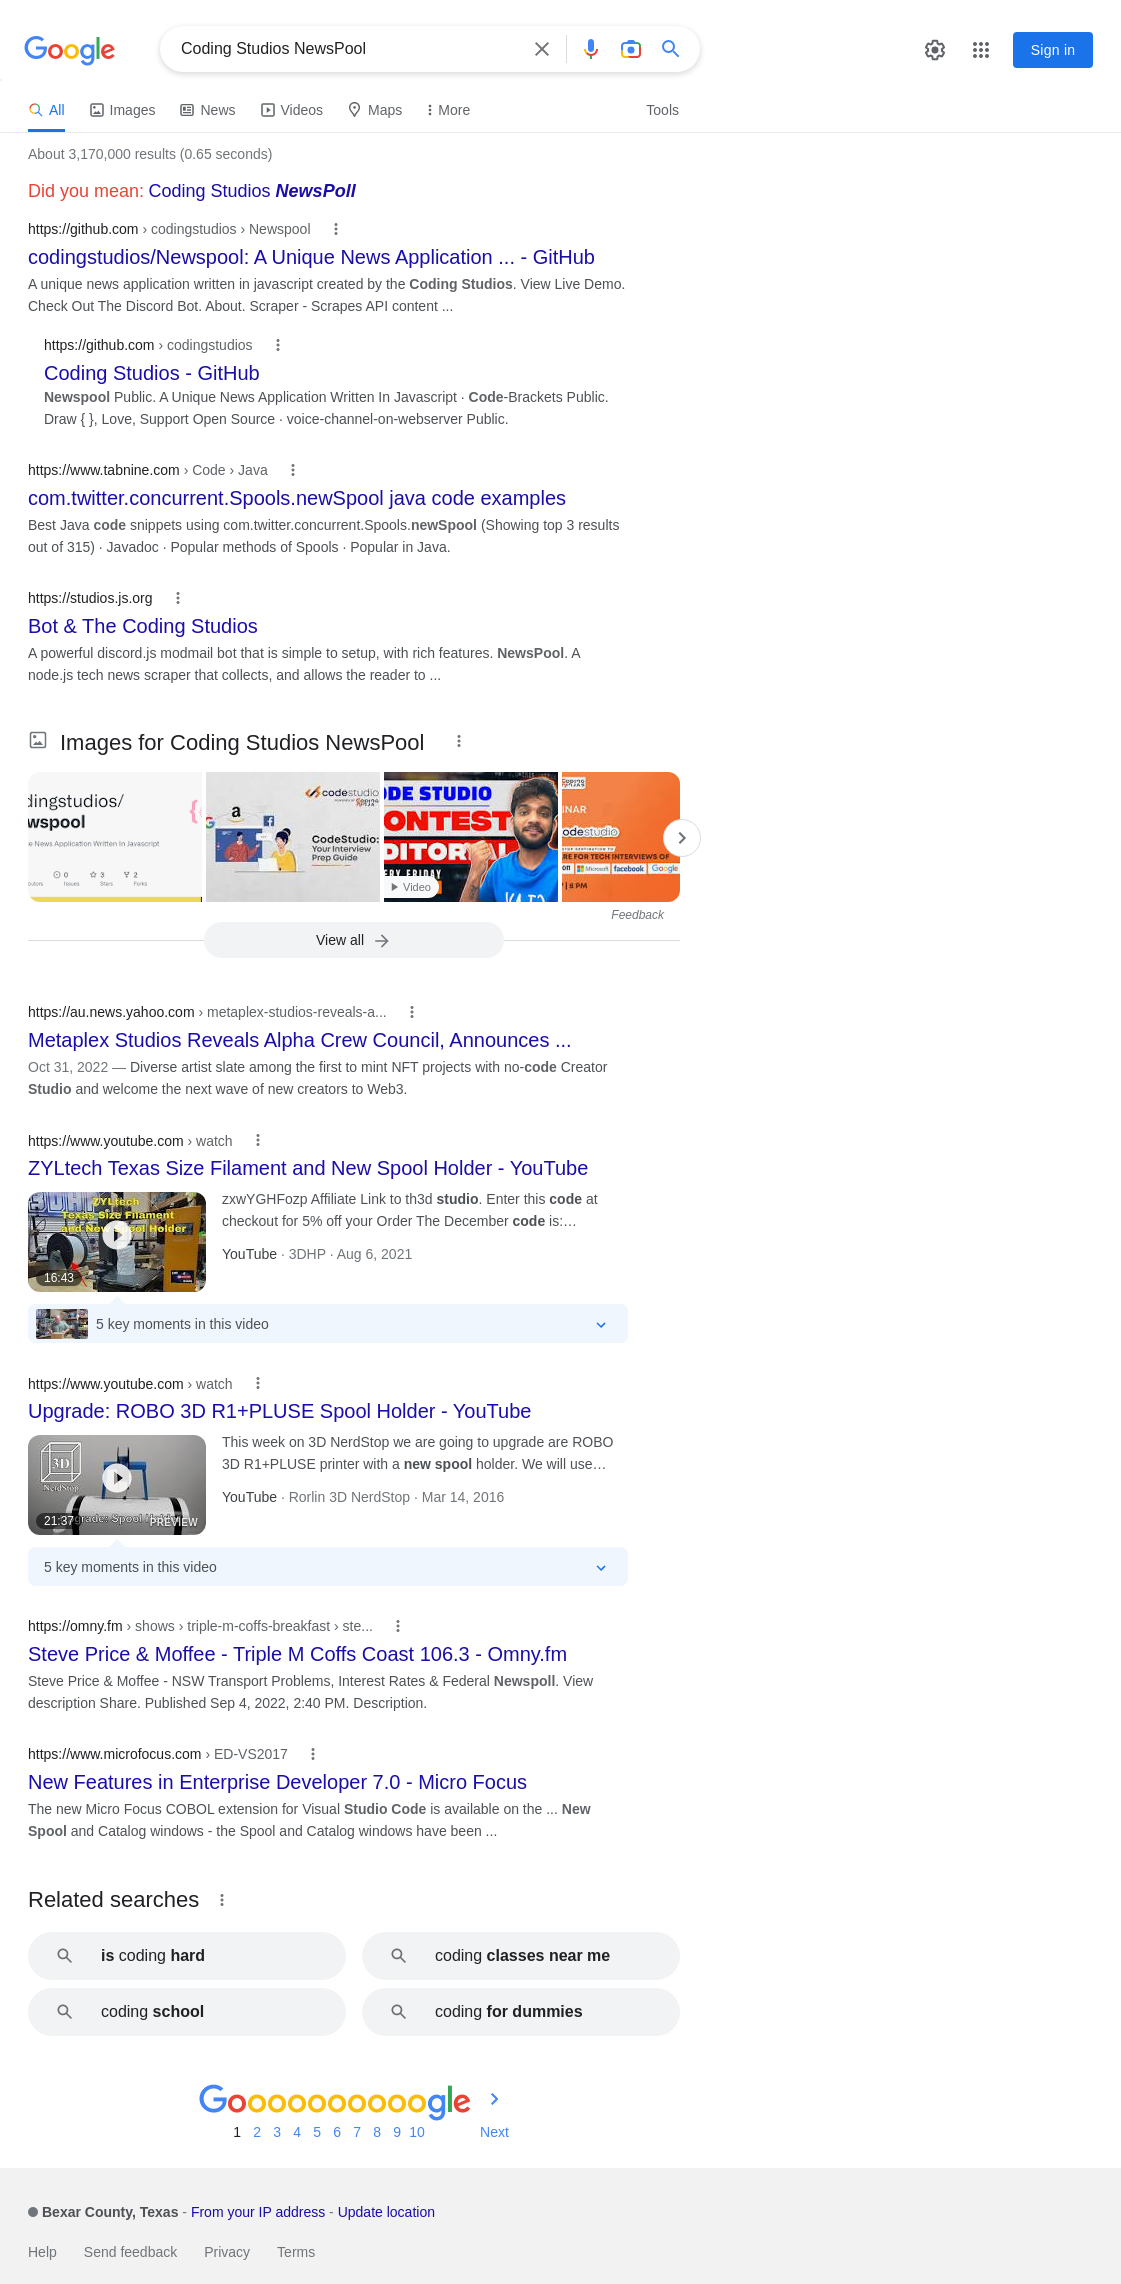 Google
Coding Studios NewsPool
Sign in
All Images News Videos Maps More Tools
About 3,170,000 results (0.65 seconds)
Did you mean: Coding Studios NewsPoll
https://github.com › codingstudios › Newspool
codingstudios/Newspool: A Unique News Application ... - GitHub
A unique news application written in javascript created by the Coding Studios. View Live Demo.
Check Out The Discord Bot. About. Scraper - Scrapes API content ...
https://github.com › codingstudios
Coding Studios - GitHub
Newspool Public. A Unique News Application Written In Javascript · Code-Brackets Public.
Draw { }, Love, Support Open Source · voice-channel-on-webserver Public.
https://www.tabnine.com › Code › Java
com.twitter.concurrent.Spools.newSpool java code examples
Best Java code snippets using com.twitter.concurrent.Spools.newSpool (Showing top 3 results
out of 315) · Javadoc · Popular methods of Spools · Popular in Java.
https://studios.js.org
Bot & The Coding Studios
A powerful discord.js modmail bot that is simple to setup, with rich features. NewsPool. A
node.js tech news scraper that collects, and allows the reader to ...
Images for Coding Studios NewsPool
dingstudios/
wspool
e News Application Written In Javascript
0 3 2
Issues Stars Forks
codestudio
a
CodeStudio:
Your Interview
Prep Guide
ODE STUDIO
CONTEST
EDITORIAL
ERY FRIDAY
Video
INAR
odestudio
RE FOR TECH INTERVIEWS OF
on Microsoft facebook Google
| 8 PM
Feedback
View all
https://au.news.yahoo.com › metaplex-studios-reveals-a...
Metaplex Studios Reveals Alpha Crew Council, Announces ...
Oct 31, 2022 — Diverse artist slate among the first to mint NFT projects with no-code Creator
Studio and welcome the next wave of new creators to Web3.
https://www.youtube.com › watch
ZYLtech Texas Size Filament and New Spool Holder - YouTube
ZYLtech
Texas Size Filament
and New Spool Holder
16:43
zxwYGHFozp Affiliate Link to th3d studio. Enter this code at
checkout for 5% off your Order The December code is:…
YouTube · 3DHP · Aug 6, 2021
5 key moments in this video
https://www.youtube.com › watch
Upgrade: ROBO 3D R1+PLUSE Spool Holder - YouTube
3D
NerdStop
21:37
PREVIEW
This week on 3D NerdStop we are going to upgrade are ROBO
3D R1+PLUSE printer with a new spool holder. We will use…
YouTube · Rorlin 3D NerdStop · Mar 14, 2016
5 key moments in this video
https://omny.fm › shows › triple-m-coffs-breakfast › ste...
Steve Price & Moffee - Triple M Coffs Coast 106.3 - Omny.fm
Steve Price & Moffee - NSW Transport Problems, Interest Rates & Federal Newspoll. View
description Share. Published Sep 4, 2022, 2:40 PM. Description.
https://www.microfocus.com › ED-VS2017
New Features in Enterprise Developer 7.0 - Micro Focus
The new Micro Focus COBOL extension for Visual Studio Code is available on the ... New
Spool and Catalog windows - the Spool and Catalog windows have been ...
Related searches
is coding hard
coding classes near me
coding school
coding for dummies
Goooooooooogle
1 2 3 4 5 6 7 8 9 10 Next
Bexar County, Texas - From your IP address - Update location
Help Send feedback Privacy Terms